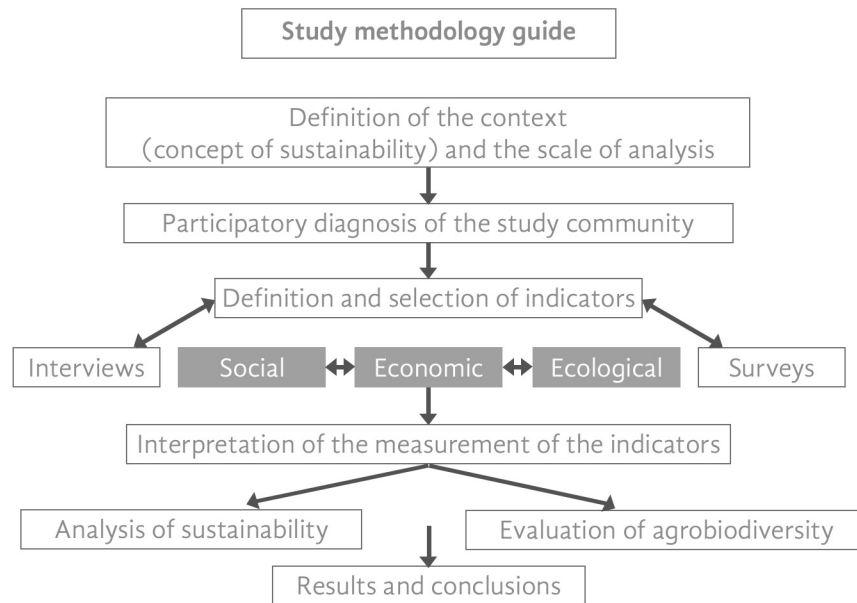 Study methodology guide
Definition of the context
(concept of sustainability) and the scale of analysis
Participatory diagnosis of the study community
Definition and selection of indicators
Interviews
Social
Economic
Ecological
Surveys
Interpretation of the measurement of the indicators
Analysis of sustainability
Evaluation of agrobiodiversity
Results and conclusions